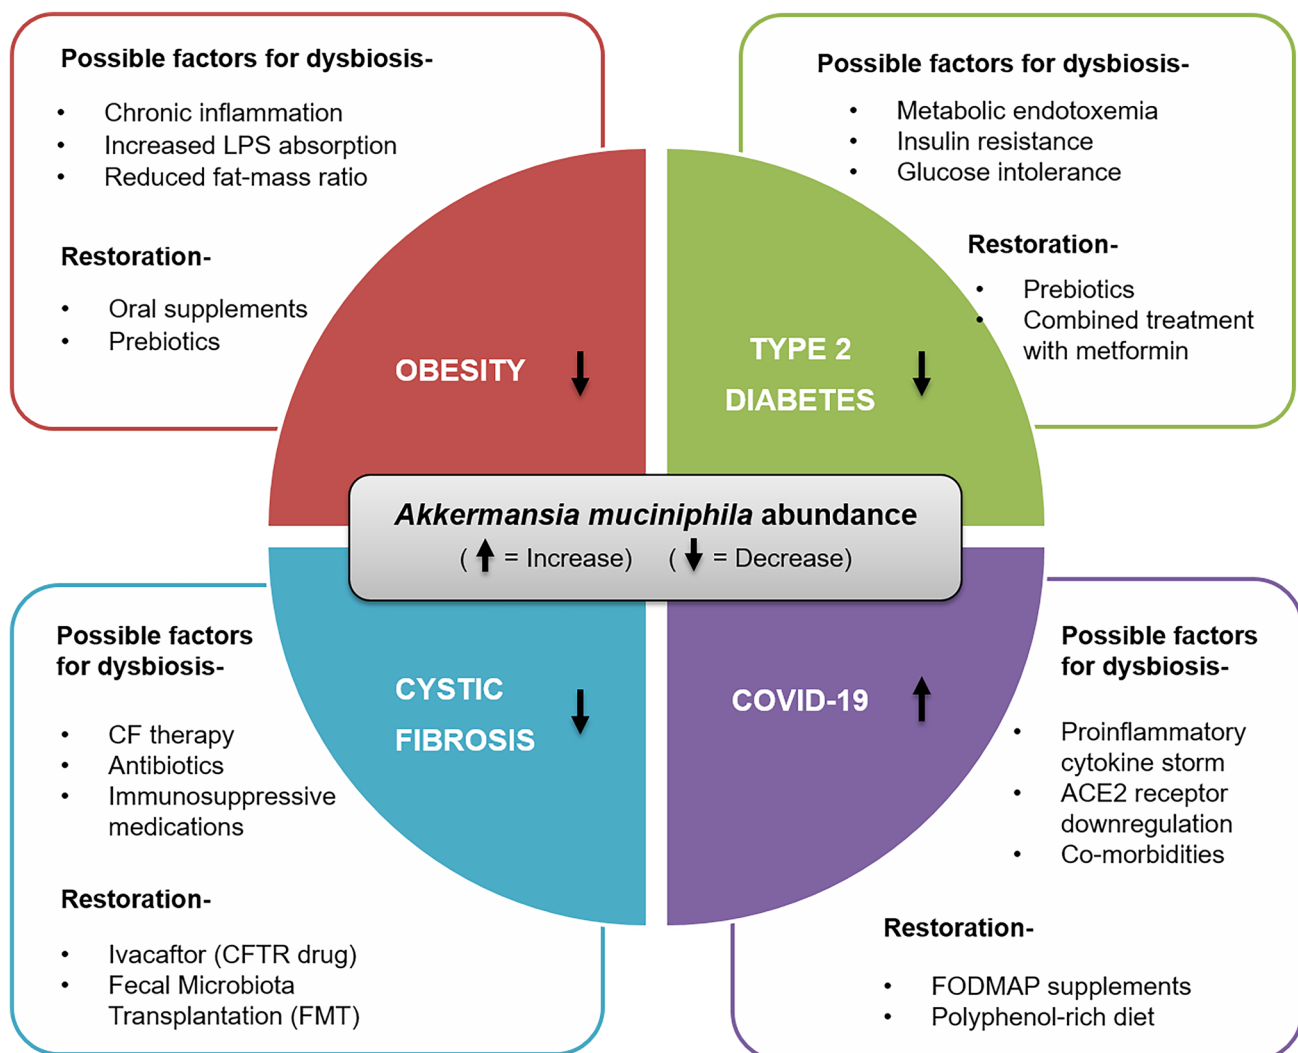 Possible factors for dysbiosis-
• Chronic inflammation
• Increased LPS absorption
• Reduced fat-mass ratio
Restoration-
• Oral supplements
• Prebiotics
OBESITY ↓
Possible factors for dysbiosis-
• Metabolic endotoxemia
• Insulin resistance
• Glucose intolerance
Restoration-
• Prebiotics
• Combined treatment
with metformin
TYPE 2
DIABETES ↓
Akkermansia muciniphila abundance
( ↑ = Increase) ( ↓ = Decrease)
Possible factors
for dysbiosis-
• CF therapy
• Antibiotics
• Immunosuppressive
medications
Restoration-
• Ivacaftor (CFTR drug)
• Fecal Microbiota
Transplantation (FMT)
CYSTIC
FIBROSIS ↓
COVID-19 ↑
Possible factors
for dysbiosis-
• Proinflammatory
cytokine storm
• ACE2 receptor
downregulation
• Co-morbidities
Restoration-
• FODMAP supplements
• Polyphenol-rich diet